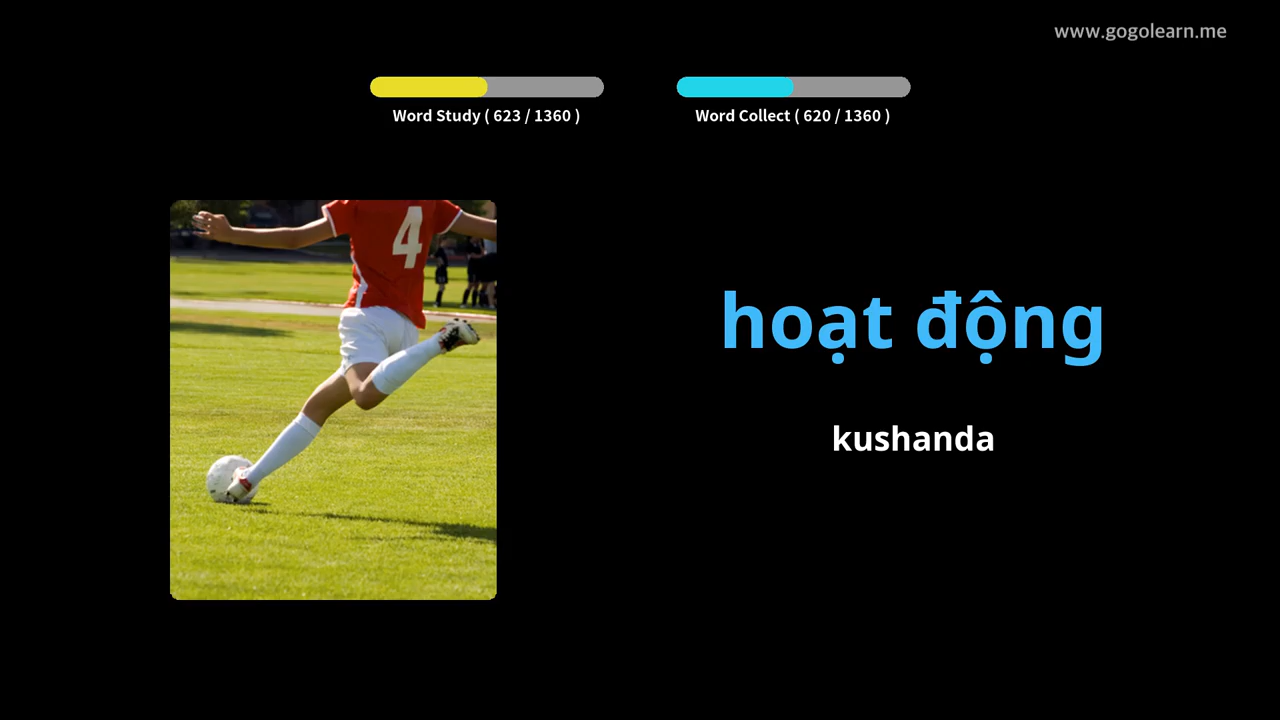 www.gogolearn.me
Word Study ( 623 / 1360 )
Word Collect ( 620 / 1360 )
4
hoạt động
kushanda